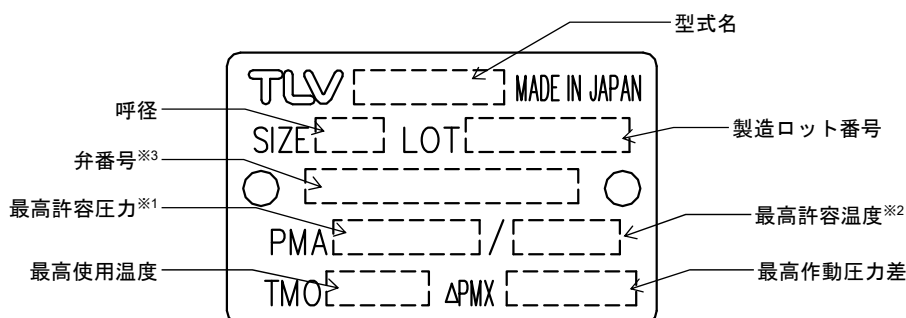 型式名
TLV MADE IN JAPAN
呼径
SIZE LOT
製造ロット番号
弁番号※3
最高許容圧力※1
PMA /
最高許容温度※2
最高使用温度
TMO ΔPMX
最高作動圧力差